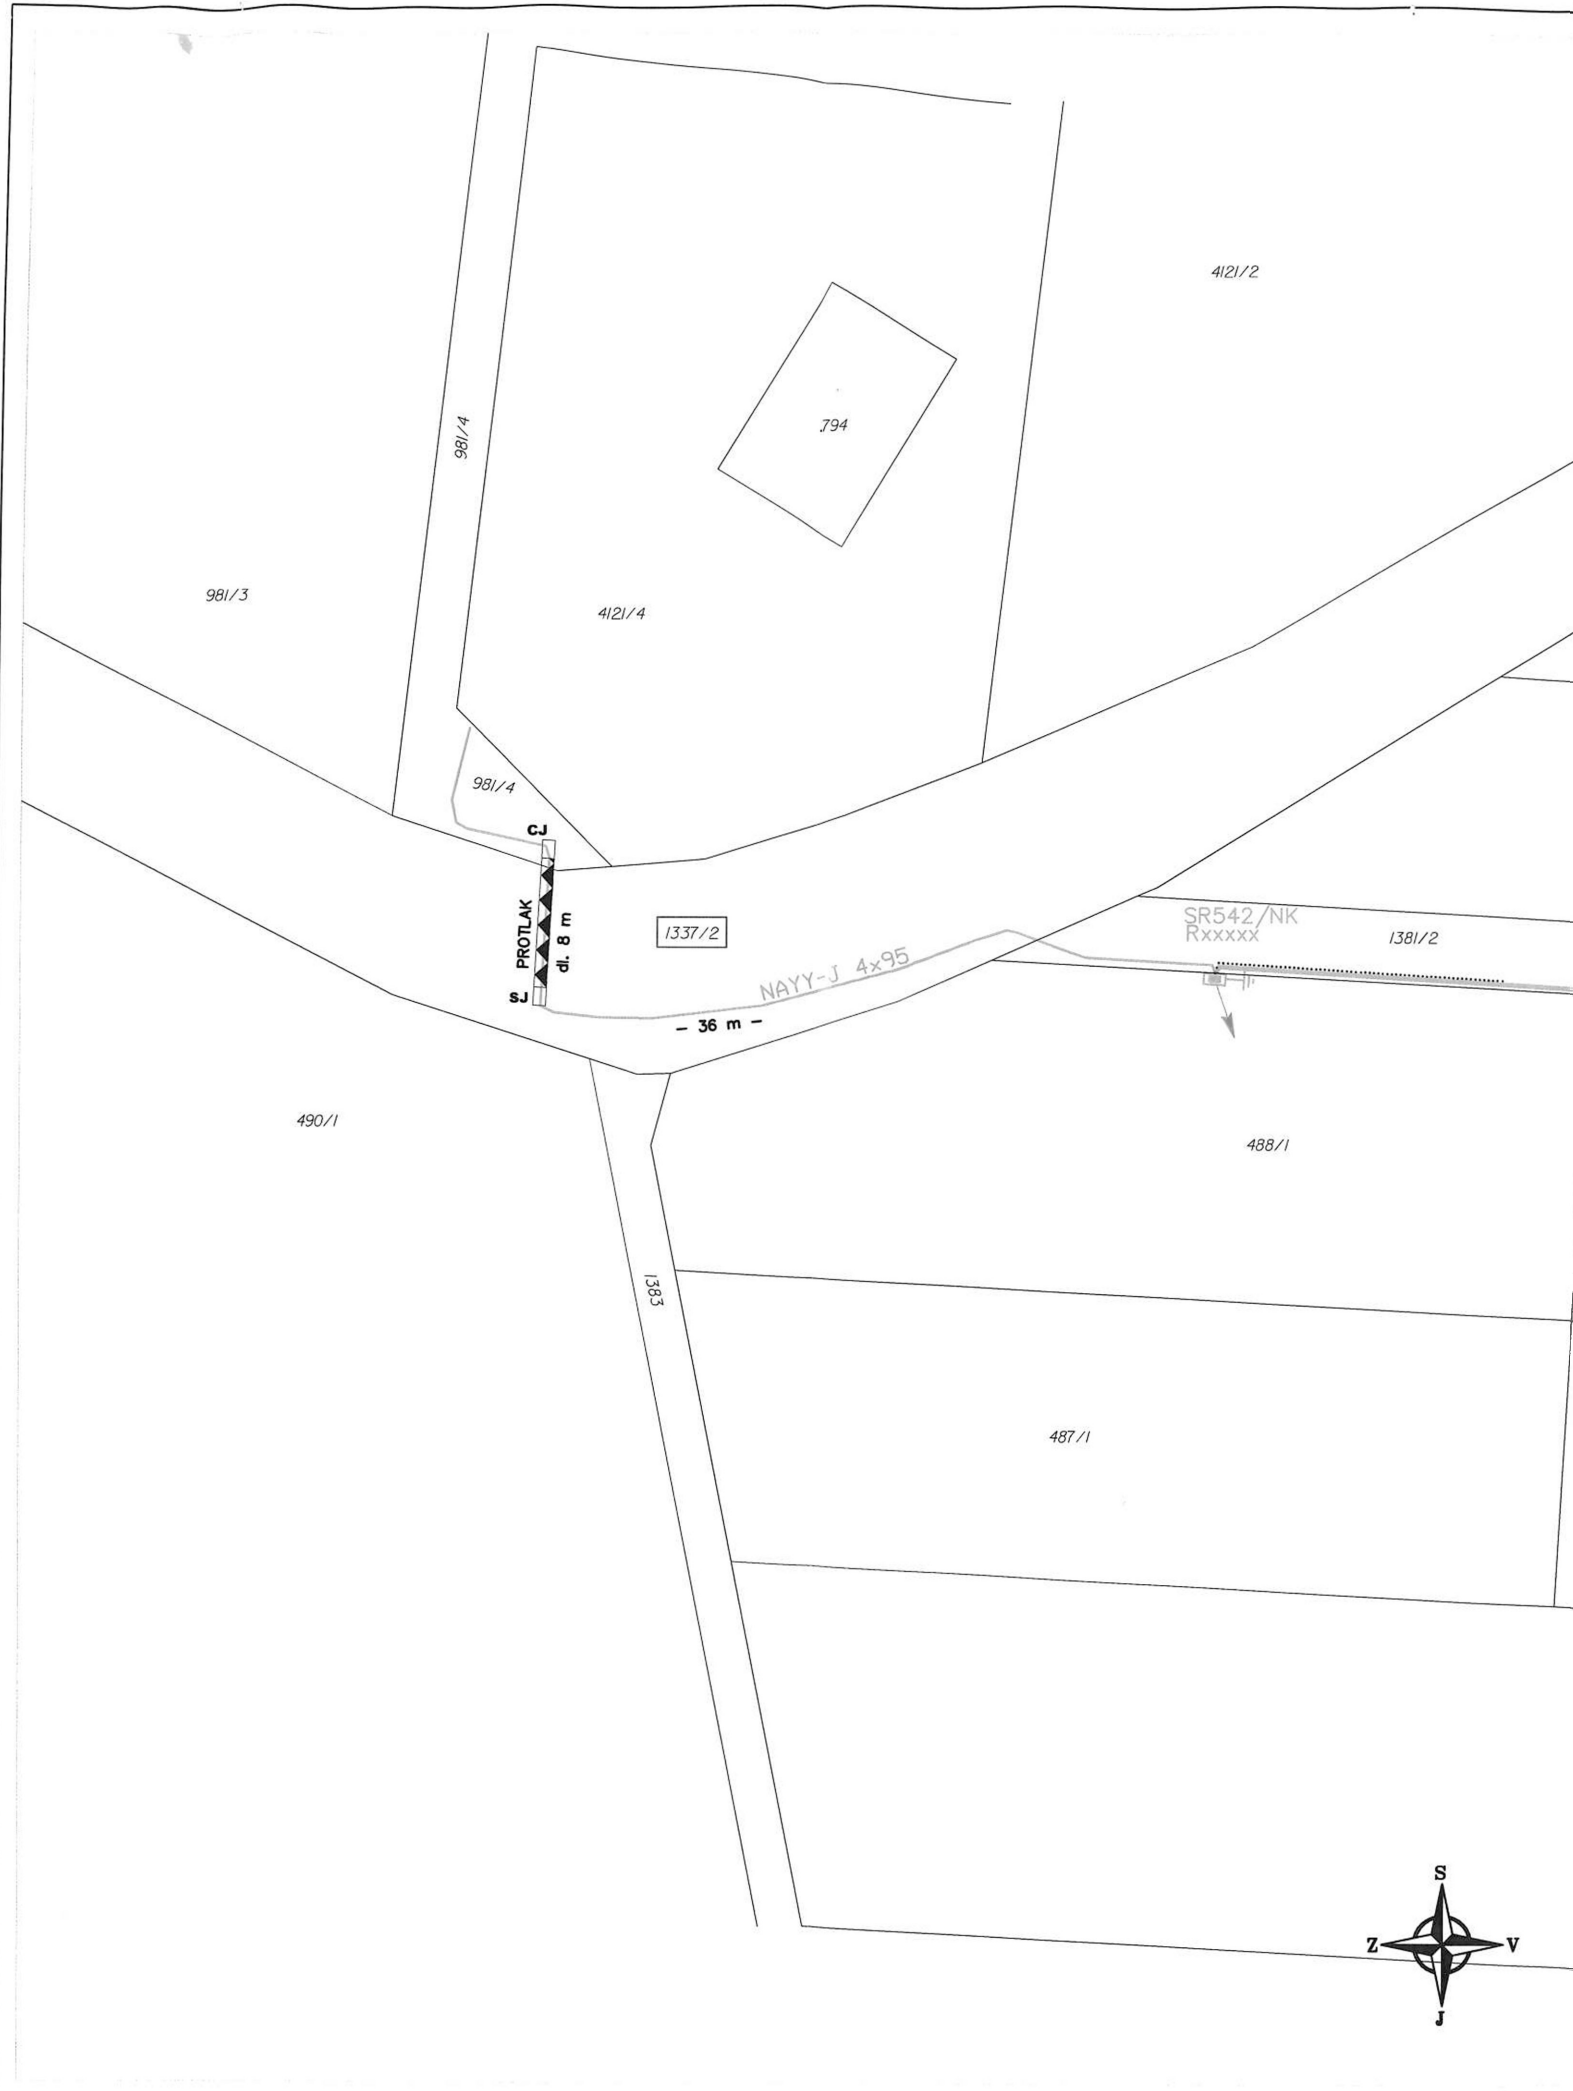 4121/2
981/4
.794
981/3
4121/4
981/4
CJ
PROTLAK
dl. 8 m
SJ
1337/2
SR542/NK
Rxxxxx
1381/2
NAYY-J 4x95
- 36 m -
490/1
488/1
1383
487/1
S
Z
V
J